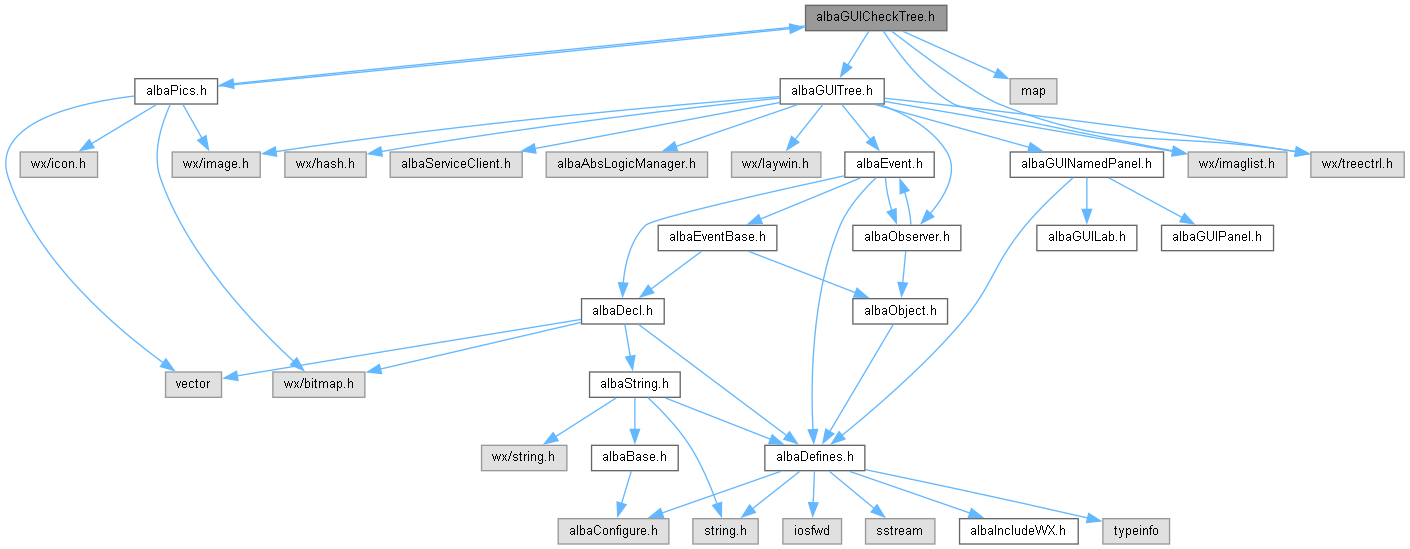 albaGUICheckTree.h
albaPics.h
albaGUITree.h
map
wx/icon.h
wx/image.h
wx/hash.h
albaServiceClient.h
albaAbsLogicManager.h
wx/laywin.h
albaEvent.h
albaGUINamedPanel.h
wx/imaglist.h
wx/treectrl.h
albaEventBase.h
albaObserver.h
albaGUILab.h
albaGUIPanel.h
albaDecl.h
albaObject.h
vector
wx/bitmap.h
albaString.h
wx/string.h
albaBase.h
albaDefines.h
albaConfigure.h
string.h
iosfwd
sstream
albaIncludeWX.h
typeinfo